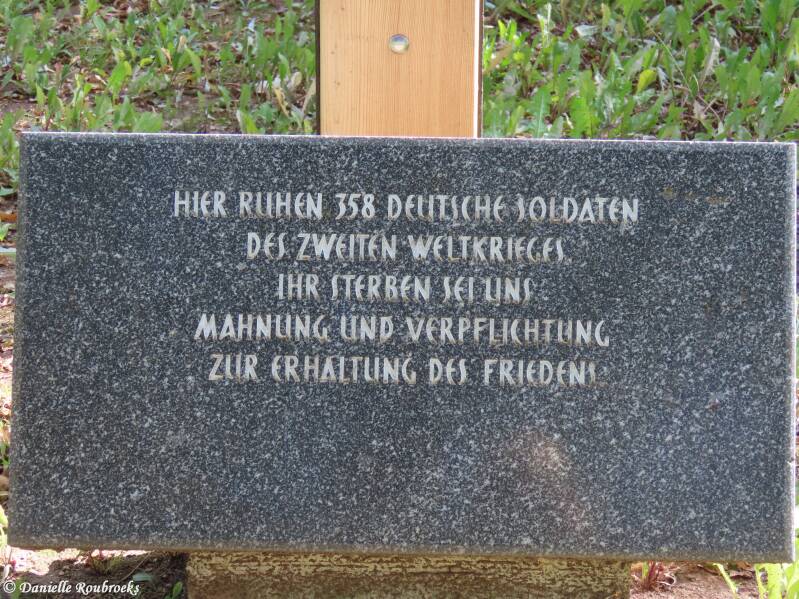 HIER RUHEN 358 DEUTSCHE SOLDATEN
DES ZWEITEN WELTKRIEGES.
IHR STERBEN SEI UNS
MAHNUNG UND VERPFLICHTUNG
ZUR ERHALTUNG DES FRIEDENS.
© Danielle Roubroeks